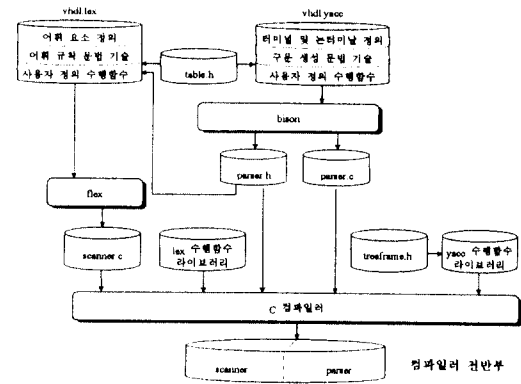 vhdl.lex
vhdl.yacc
어휘 요소 정의
어휘 규칙 문법 기술
사용자 정의 수행함수
table.h
터미널 및 논터미날 정의
구문 생성 문법 기술
사용자 정의 수행함수
bison
parser.h
parser.c
flex
scanner.c
lex 수행함수
라이브러리
treeframe.h
yacc 수행함수
라이브러리
C 컴파일러
scanner
parser
컴파일러 전반부